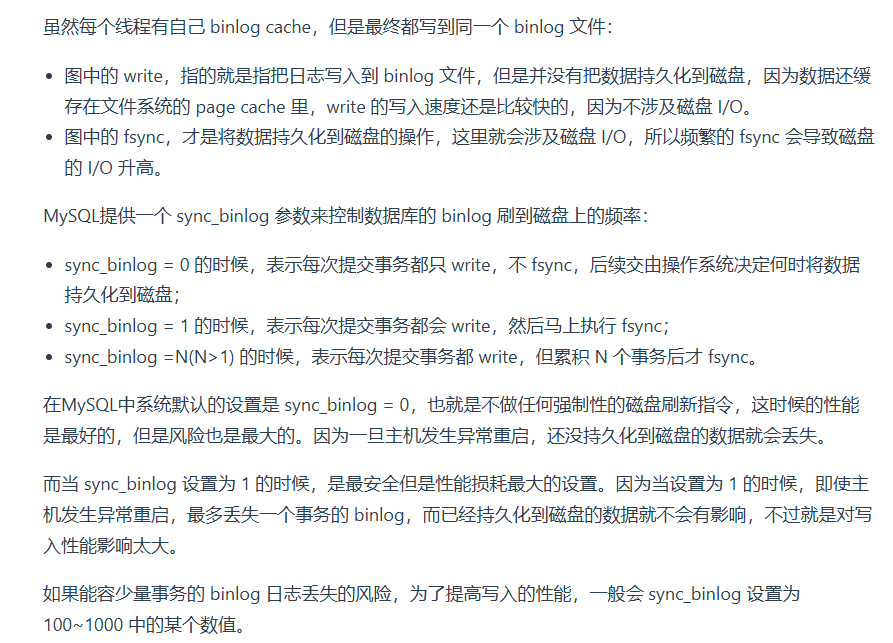 虽然每个线程有自己 binlog cache，但是最终都写到同一个 binlog 文件：
• 图中的 write，指的就是指把日志写入到 binlog 文件，但是并没有把数据持久化到磁盘，因为数据还缓
存在文件系统的 page cache 里，write 的写入速度还是比较快的，因为不涉及磁盘 I/O。
• 图中的 fsync，才是将数据持久化到磁盘的操作，这里就会涉及磁盘 I/O，所以频繁的 fsync 会导致磁盘
的 I/O 升高。
MySQL提供一个 sync_binlog 参数来控制数据库的 binlog 刷到磁盘上的频率：
• sync_binlog = 0 的时候，表示每次提交事务都只 write，不 fsync，后续交由操作系统决定何时将数据
持久化到磁盘；
• sync_binlog = 1 的时候，表示每次提交事务都会 write，然后马上执行 fsync；
• sync_binlog =N(N>1) 的时候，表示每次提交事务都 write，但累积 N 个事务后才 fsync。
在MySQL中系统默认的设置是 sync_binlog = 0，也就是不做任何强制性的磁盘刷新指令，这时候的性能
是最好的，但是风险也是最大的。因为一旦主机发生异常重启，还没持久化到磁盘的数据就会丢失。
而当 sync_binlog 设置为 1 的时候，是最安全但是性能损耗最大的设置。因为当设置为 1 的时候，即使主
机发生异常重启，最多丢失一个事务的 binlog，而已经持久化到磁盘的数据就不会有影响，不过就是对写
入性能影响太大。
如果能容少量事务的 binlog 日志丢失的风险，为了提高写入的性能，一般会 sync_binlog 设置为
100~1000 中的某个数值。